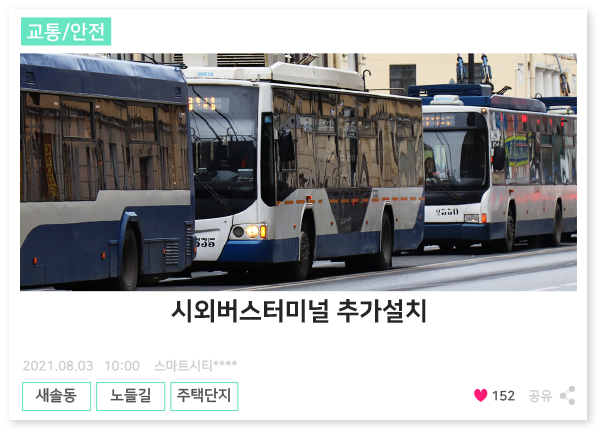 교통/안전
2550
시외버스터미널 추가설치
2021.08.03 10:00 스마트시티****
새솔동 노들길 주택단지
152 공유